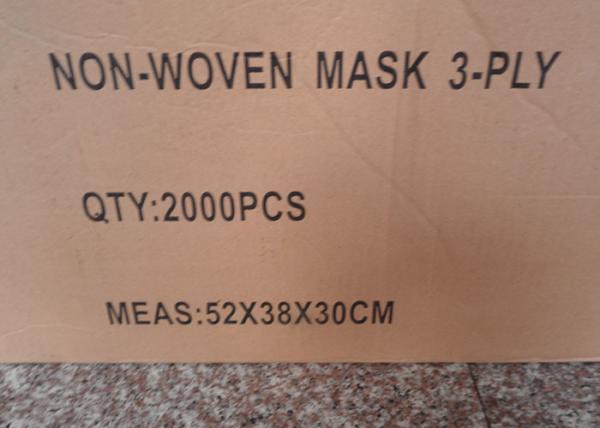 NON-WOVEN MASK 3-PLY
QTY:2000PCS
MEAS:52X38X30CM